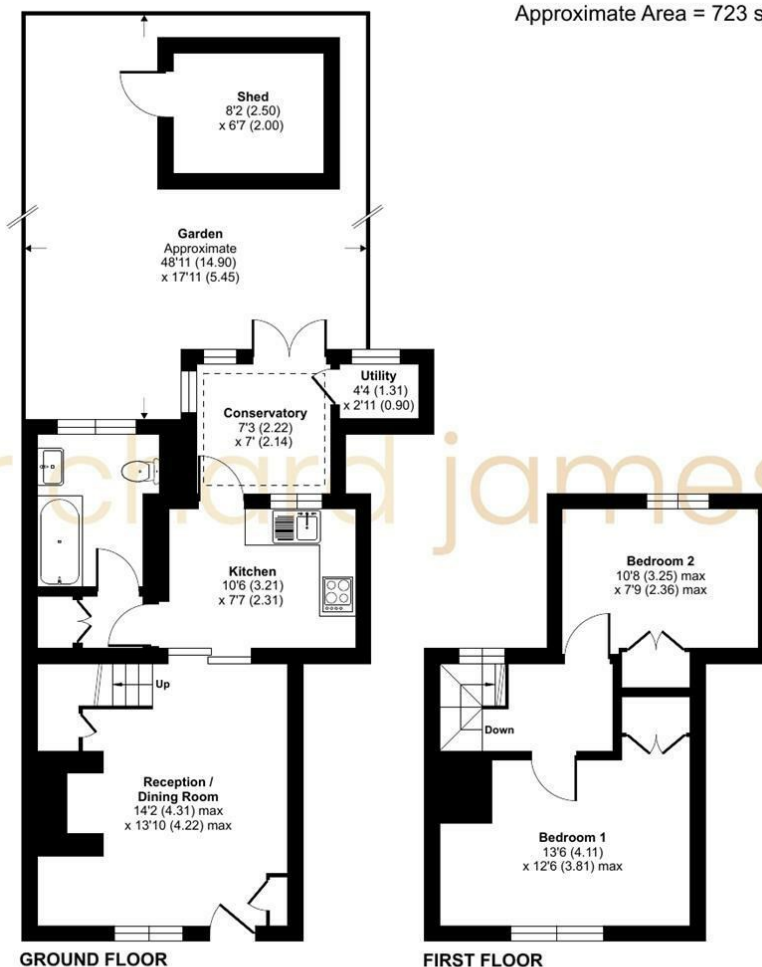 Approximate Area = 723 s
Shed
8'2 (2.50)
x 6'7 (2.00)
Garden
Approximate
48'11 (14.90)
x 17'11 (5.45)
Utility
4'4 (1.31)
x 2'11 (0.90)
Conservatory
7'3 (2.22)
x 7' (2.14)
richard james
Kitchen
10'6 (3.21)
x 7'7 (2.31)
Bedroom 2
10'8 (3.25) max
x 7'9 (2.36) max
Up
Down
Reception /
Dining Room
14'2 (4.31) max
x 13'10 (4.22) max
Bedroom 1
13'6 (4.11)
x 12'6 (3.81) max
GROUND FLOOR
FIRST FLOOR